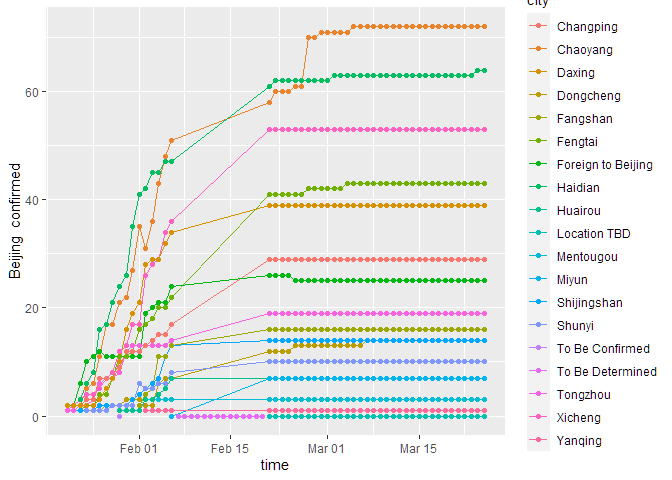 city
Changping
Chaoyang
Daxing
Dongcheng
Fangshan
Fengtai
Foreign to Beijing
Haidian
Huairou
Location TBD
Mentougou
Miyun
Shijingshan
Shunyi
To Be Confirmed
To Be Determined
Tongzhou
Xicheng
Yanqing
Beijing confirmed
60
40
20
0
Feb 01
Feb 15
Mar 01
Mar 15
time